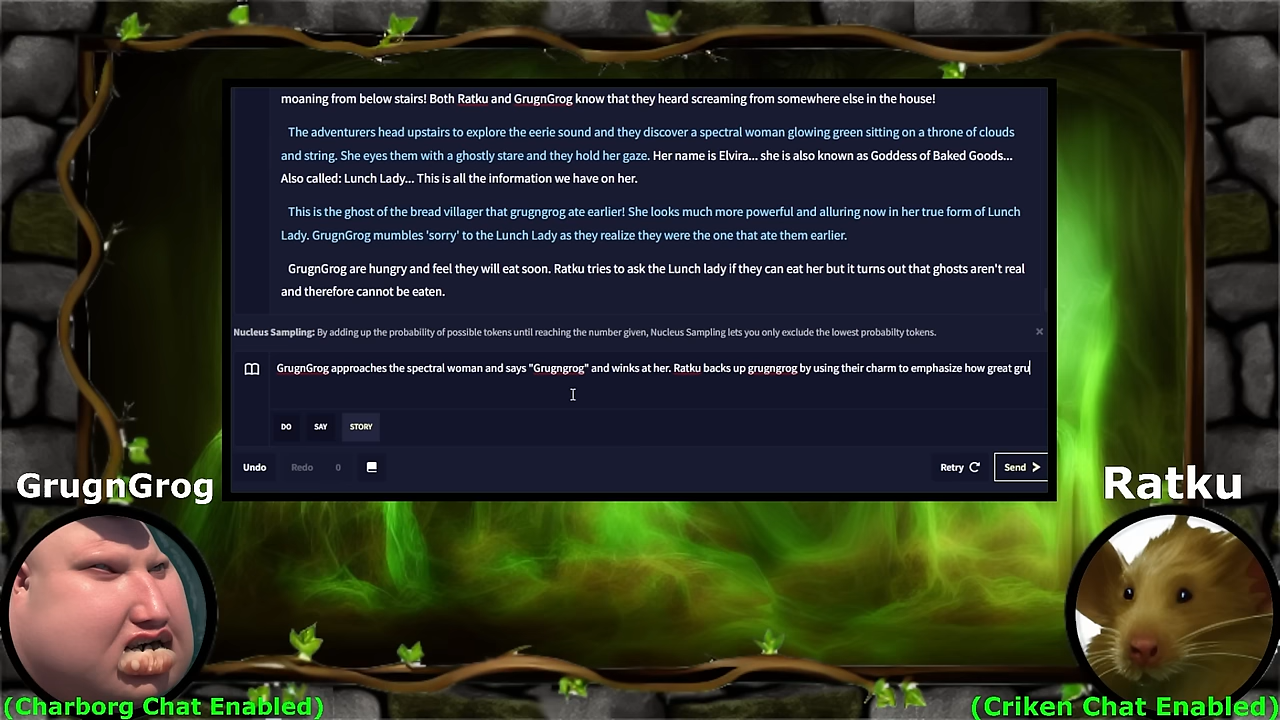 moaning from below stairs! Both Ratku and GrugnGrog know that they heard screaming from somewhere else in the house!
The adventurers head upstairs to explore the eerie sound and they discover a spectral woman glowing green sitting on a throne of clouds
and string. She eyes them with a ghostly stare and they hold her gaze. Her name is Elvira... she is also known as Goddess of Baked Goods...
Also called: Lunch Lady... This is all the information we have on her.
This is the ghost of the bread villager that grugngrog ate earlier! She looks much more powerful and alluring now in her true form of Lunch
Lady. GrugnGrog mumbles 'sorry' to the Lunch Lady as they realize they were the one that ate them earlier.
GrugnGrog are hungry and feel they will eat soon. Ratku tries to ask the Lunch lady if they can eat her but it turns out that ghosts aren't real
and therefore cannot be eaten.
Nucleus Sampling: By adding up the probability of possible tokens until reaching the number given, Nucleus Sampling lets you only exclude the lowest probabilty tokens.
GrugnGrog approaches the spectral woman and says "Grugngrog" and winks at her. Ratku backs up grugngrog by using their charm to emphasize how great gru
DO SAY STORY
Undo Redo 0 Retry Send
GrugnGrog
Ratku
(Charborg Chat Enabled)
(Criken Chat Enabled)